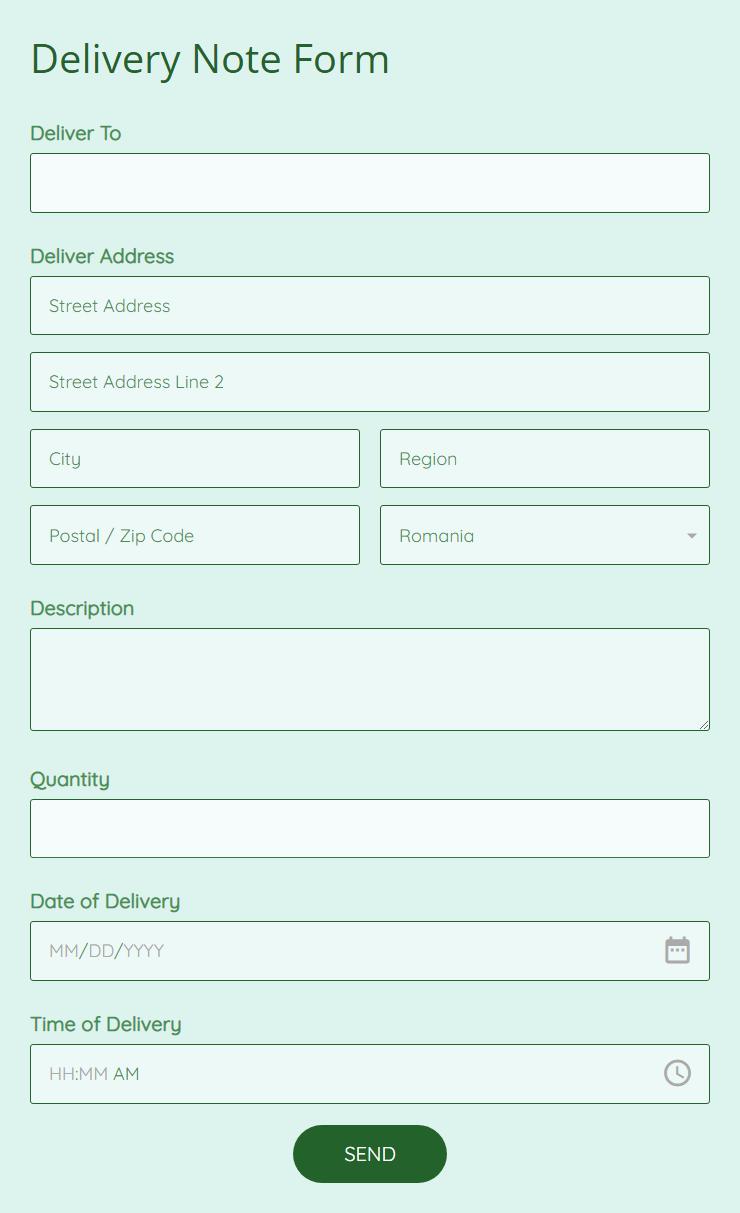 Delivery Note Form
Deliver To
Deliver Address
Street Address
Street Address Line 2
City
Region
Postal / Zip Code
Romania
Description
Quantity
Date of Delivery
MM/DD/YYYY
Time of Delivery
HH:MM AM
SEND